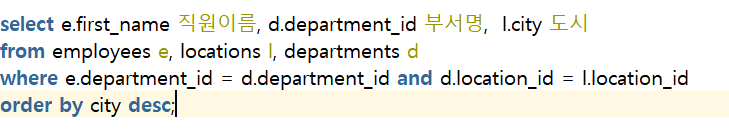 select e.first_name 직원이름, d.department_id 부서명,  l.city 도시
from employees e, locations l, departments d
where e.department_id = d.department_id and d.location_id = l.location_id
order by city desc;